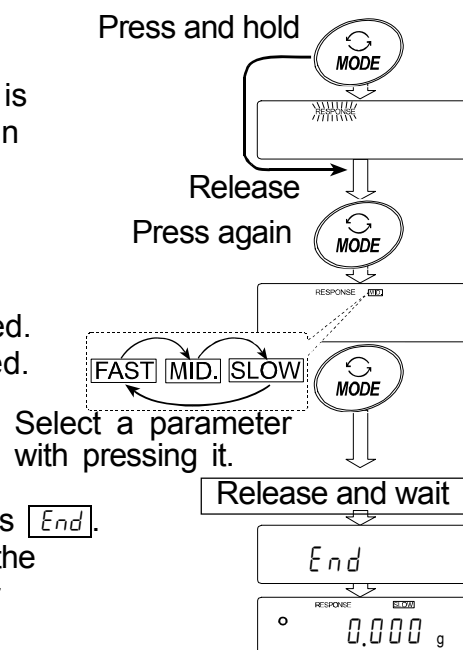 Press and hold
MODE
is
n
RESPONSE
Release
Press again
MODE
RESPONSE MID.
ed.
ed.
FAST MID. SLOW
MODE
Select a parameter
with pressing it.
Release and wait
s End.
the
End
RESPONSE SLOW
0.000 g